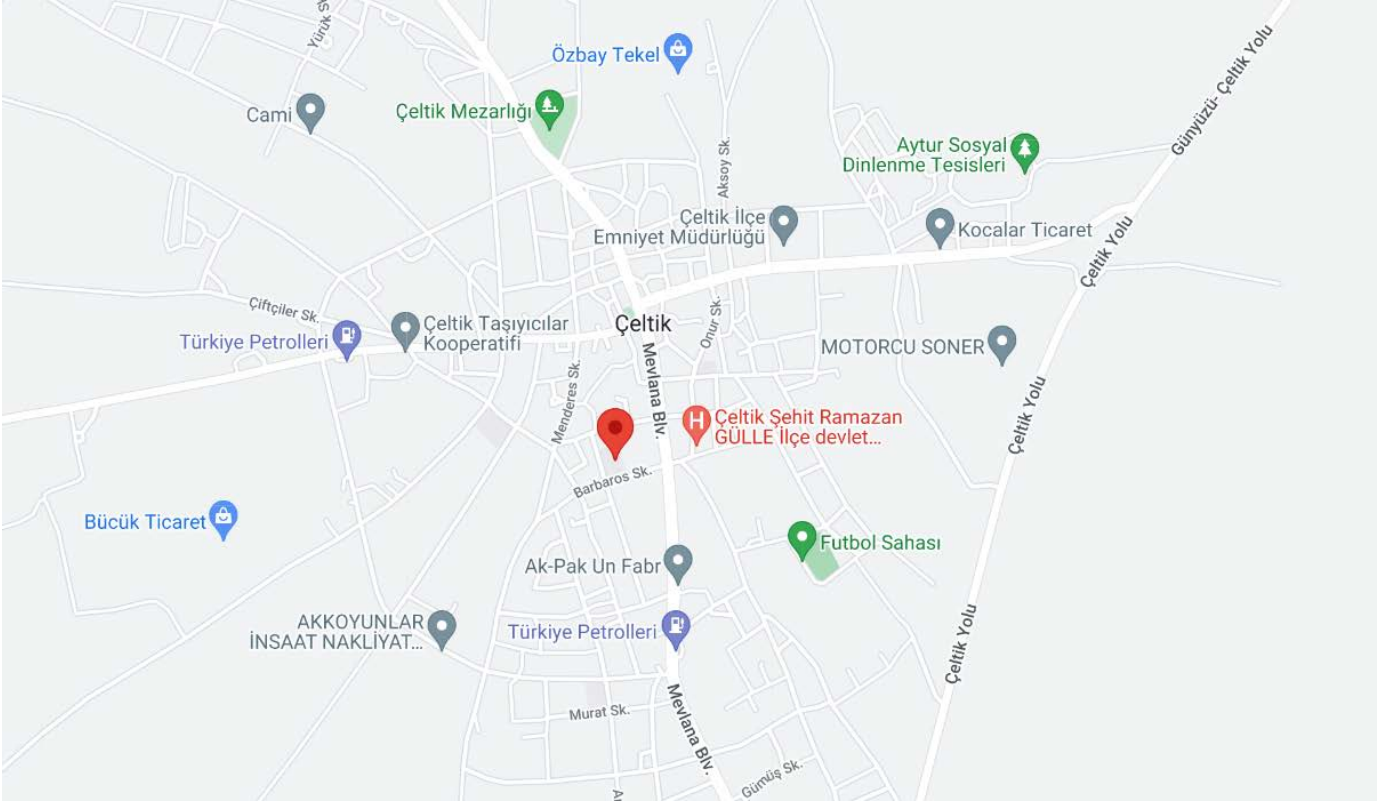 Yürük S
Özbay Tekel
Günyüzü- Çeltik Yolu
Cami
Çeltik Mezarlığı
Aksoy Sk.
Aytur Sosyal
Dinlenme Tesisleri
Çeltik İlçe
Emniyet Müdürlüğü
Kocalar Ticaret
Çeltik Yolu
Çiftçiler Sk.
Onur Sk.
Türkiye Petrolleri
Çeltik Taşıyıcılar
Kooperatifi
Çeltik
MOTORCU SONER
Mevlana Blv.
Menderes Sk.
Çeltik Yolu
H
Çeltik Şehit Ramazan
GÜLLE İlçe devlet...
Barbaros Sk.
Bücük Ticaret
Futbol Sahası
Ak-Pak Un Fabr
AKKOYUNLAR
İNSAAT NAKLİYAT...
Türkiye Petrolleri
Çeltik Yolu
Murat Sk.
Mevlana Blv.
Gümüş Sk.